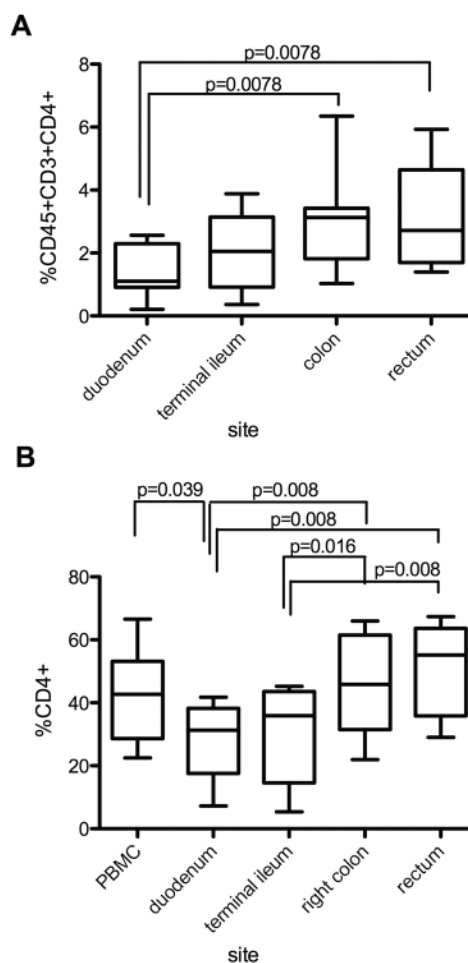 A
p=0.0078
p=0.0078
%CD45+CD3+CD4+
8
6
4
2
0
duodenum
terminal ileum
colon
rectum
site
B
p=0.039
p=0.008
p=0.008
p=0.016
p=0.008
%CD4+
80
60
40
20
0
PBMC
duodenum
terminal ileum
right colon
rectum
site